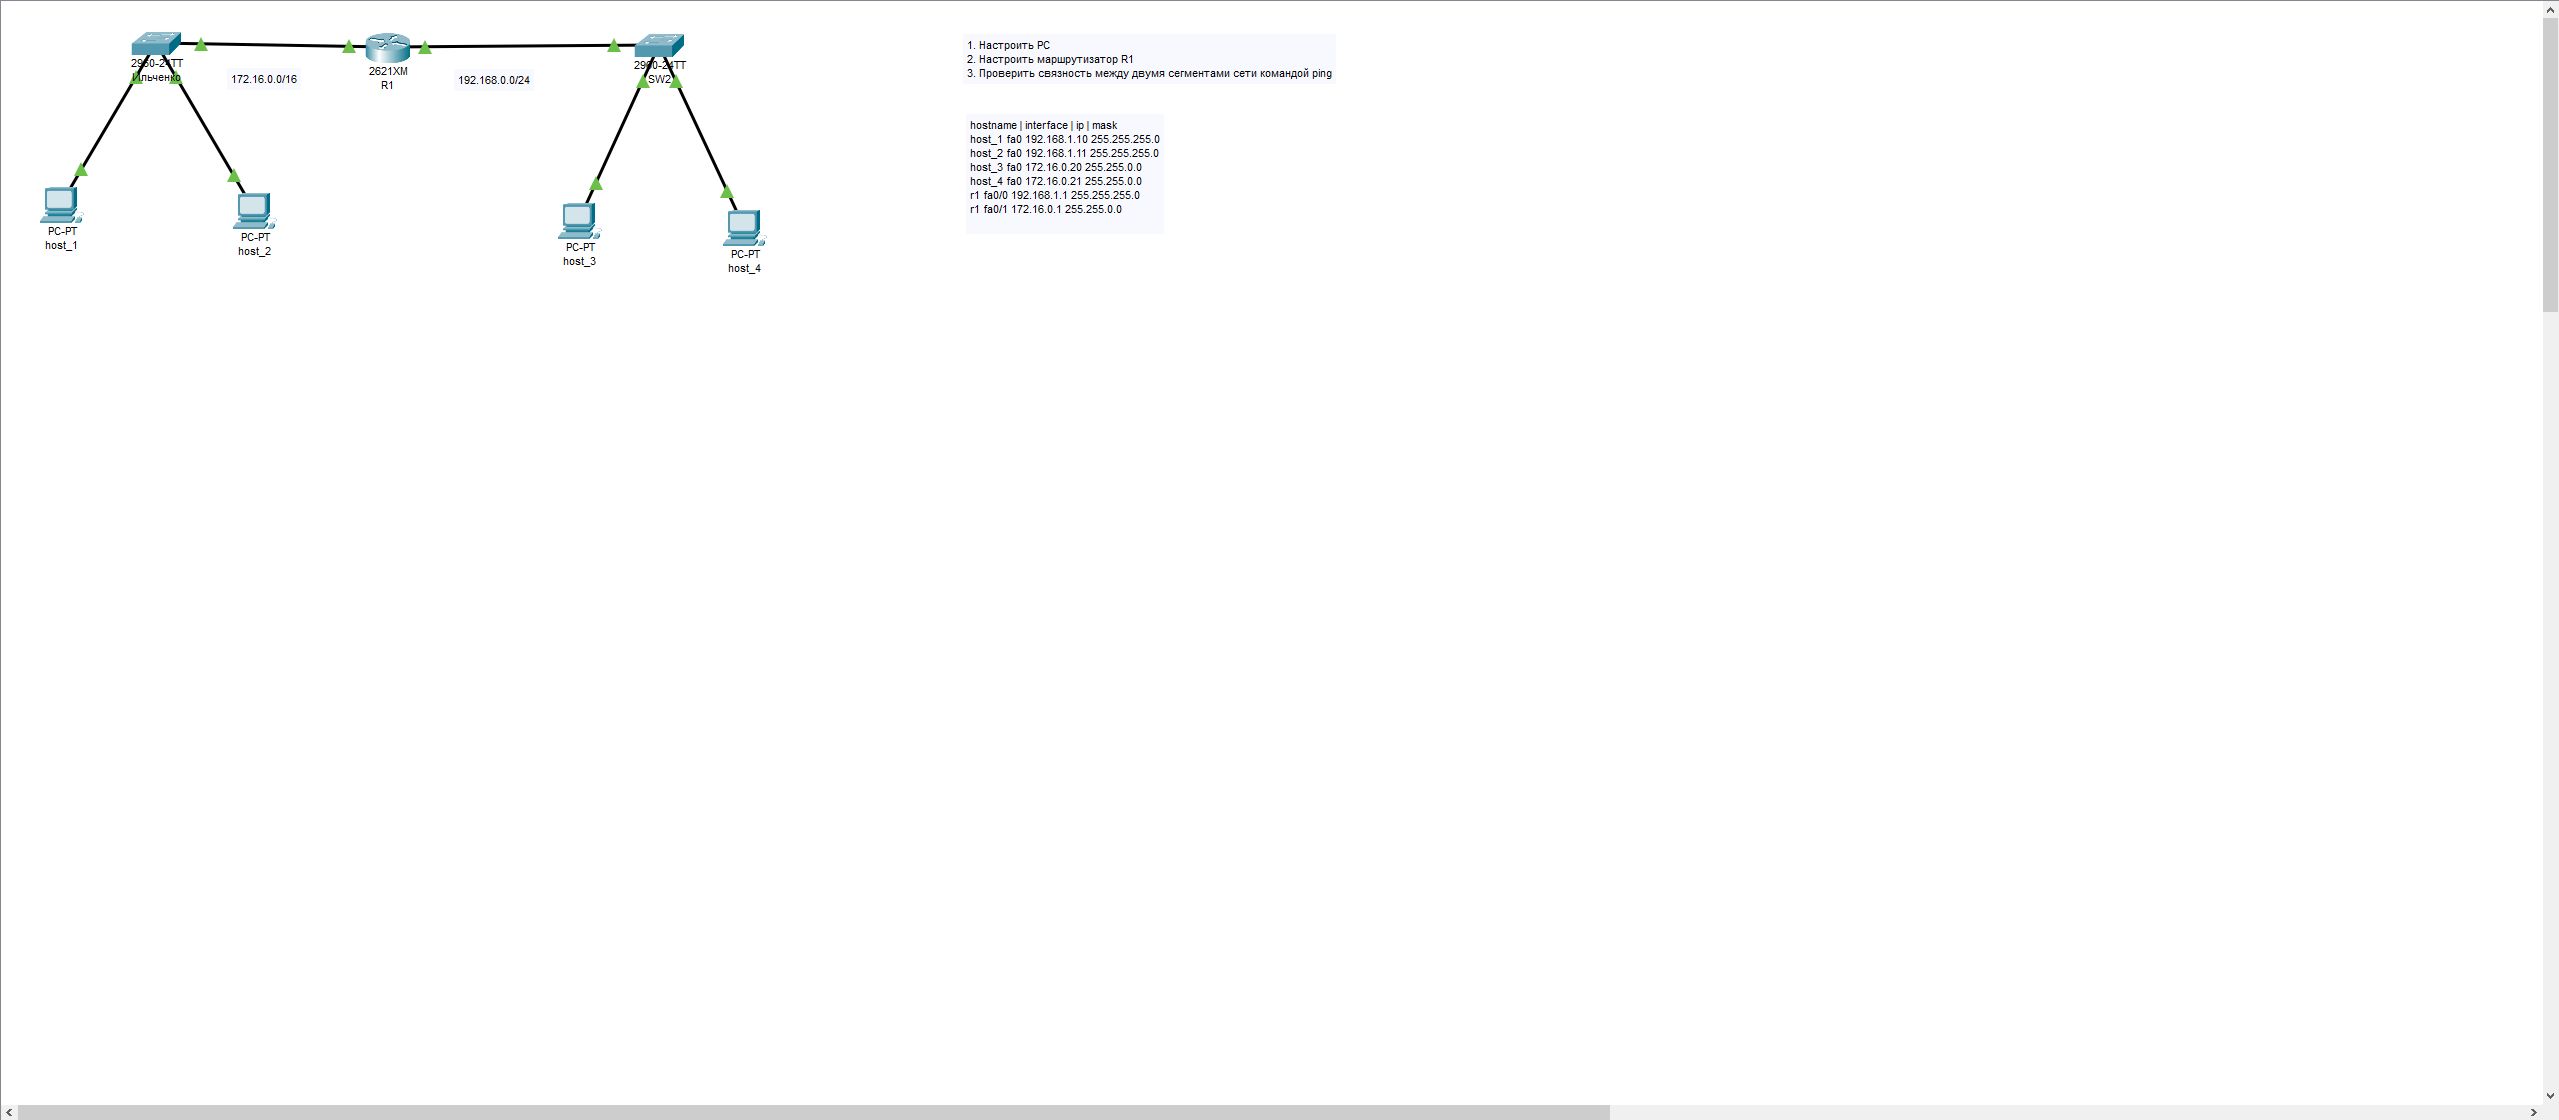 2960-24TT
Ильченко
172.16.0.0/16
2621XM
R1
192.168.0.0/24
2960-24TT
SW2
PC-PT
host_1
PC-PT
host_2
PC-PT
host_3
PC-PT
host_4
1. Настроить PC
2. Настроить маршрутизатор R1
3. Проверить связность между двумя сегментами сети командой ping
hostname | interface | ip | mask
host_1 fa0 192.168.1.10 255.255.255.0
host_2 fa0 192.168.1.11 255.255.255.0
host_3 fa0 172.16.0.20 255.255.0.0
host_4 fa0 172.16.0.21 255.255.0.0
r1 fa0/0 192.168.1.1 255.255.255.0
r1 fa0/1 172.16.0.1 255.255.0.0